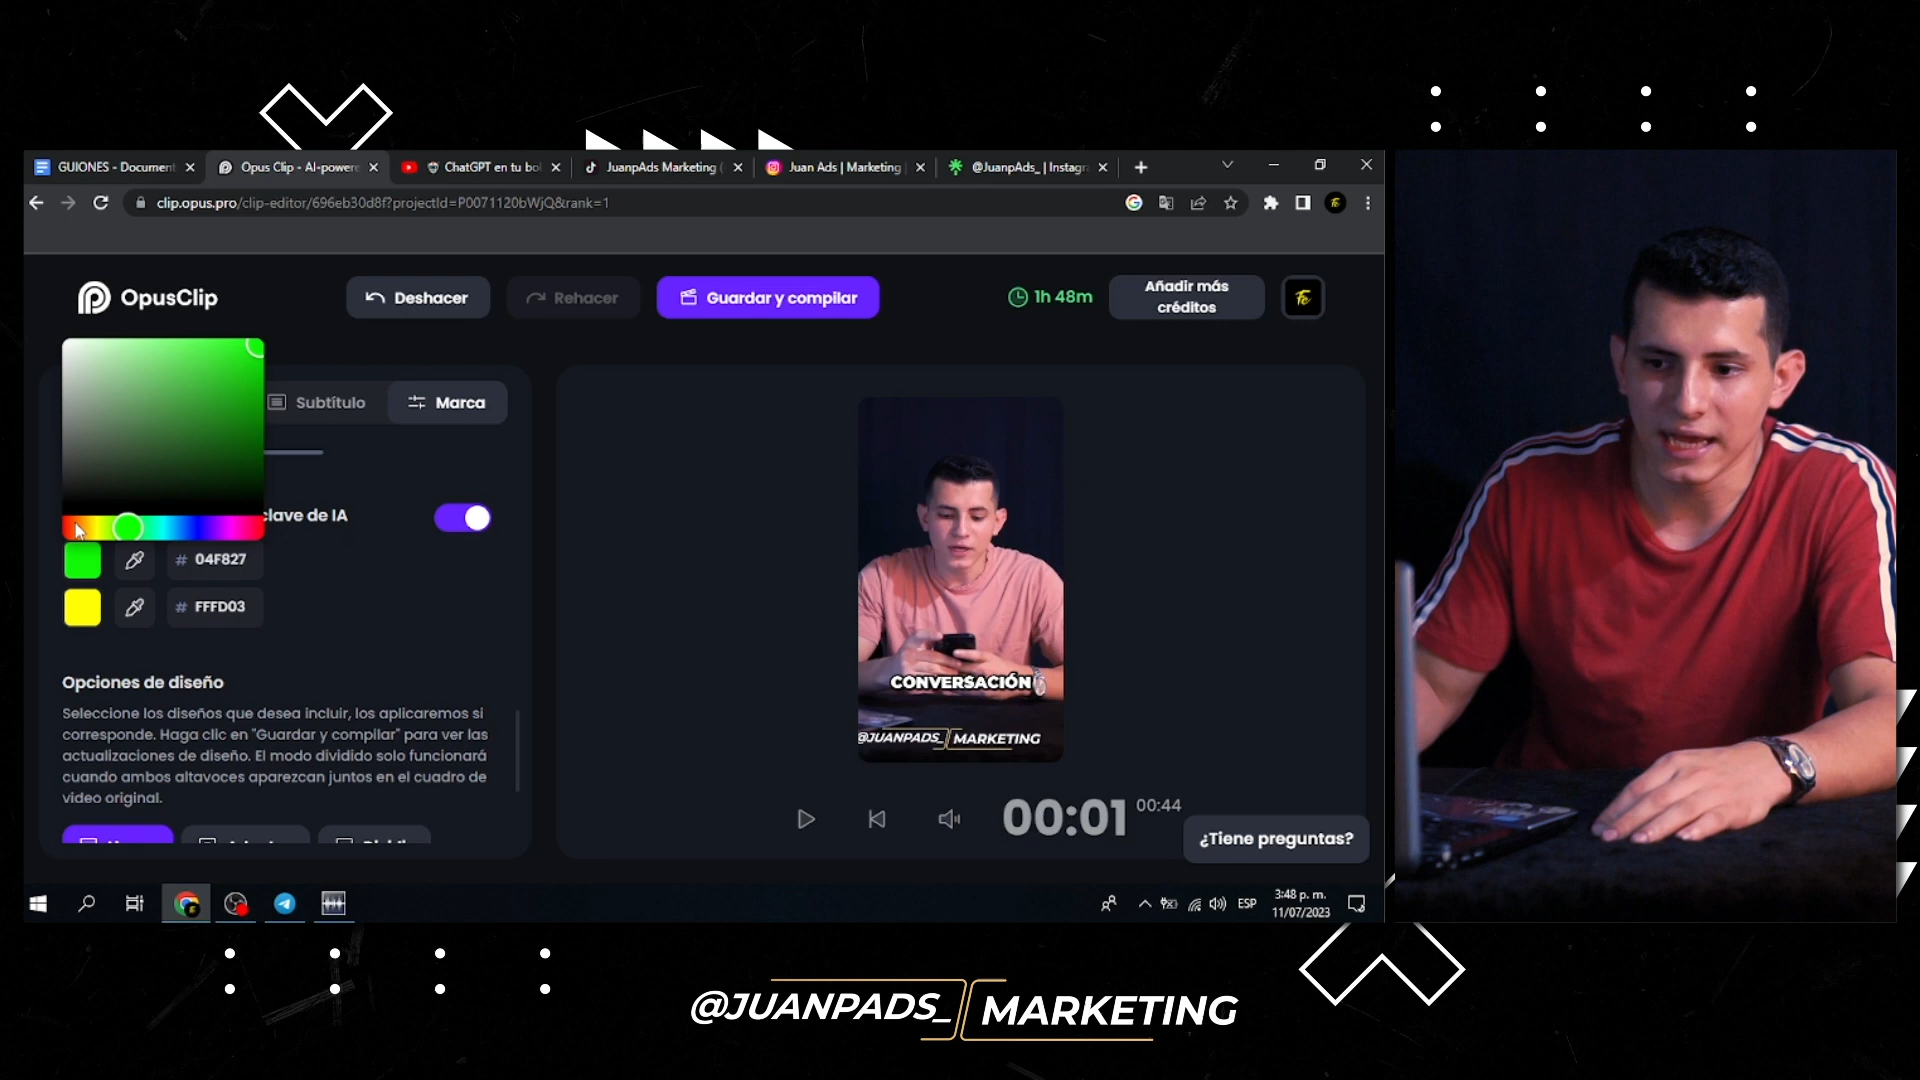 GUIONES - Document
Opus Clip - AI-powere
ChatGPT en tu bol
JuanpAds Marketing (
Juan Ads | Marketing
@JuanpAds_ | Instagr
clip.opus.pro/clip-editor/696eb30d8f?projectId=P0071120bWjQ&rank=1
OpusClip
Deshacer
Rehacer
Guardar y compilar
1h 48m
Añadir más
créditos
Subtítulo
Marca
clave de IA
# 04F827
# FFFD03
Opciones de diseño
Seleccione los diseños que desea incluir, los aplicaremos si
corresponde. Haga clic en "Guardar y compilar" para ver las
actualizaciones de diseño. El modo dividido solo funcionará
cuando ambos altavoces aparezcan juntos en el cuadro de
video original.
CONVERSACIÓN
@JUANPADS_ MARKETING
00:01
00:44
¿Tiene preguntas?
ESP
3:48 p. m.
11/07/2023
@JUANPADS_ MARKETING